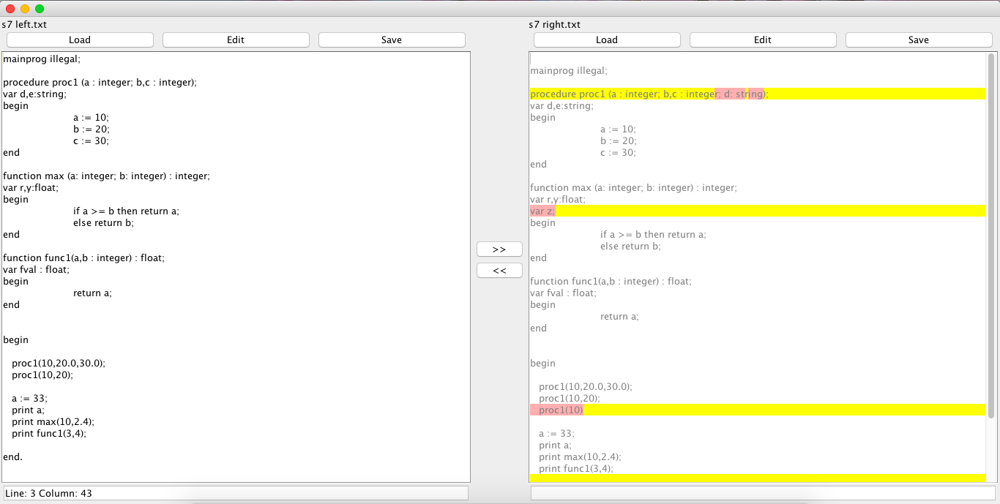 s7 left.txt
Load Edit Save
mainprog illegal;
procedure proc1 (a : integer; b,c : integer);
var d,e:string;
begin
a := 10;
b := 20;
c := 30;
end
function max (a: integer; b: integer) : integer;
var r,y:float;
begin
if a >= b then return a;
else return b;
end
function func1(a,b : integer) : float;
var fval : float;
begin
return a;
end
begin
proc1(10,20.0,30.0);
proc1(10,20);
a := 33;
print a;
print max(10,2.4);
print func1(3,4);
end.
Line: 3 Column: 43
>>
<<
s7 right.txt
Load Edit Save
mainprog illegal;
procedure proc1 (a : integer; b,c : integer; d: string);
var d,e:string;
begin
a := 10;
b := 20;
c := 30;
end
function max (a: integer; b: integer) : integer;
var r,y:float;
var z;
begin
if a >= b then return a;
else return b;
end
function func1(a,b : integer) : float;
var fval : float;
begin
return a;
end
begin
proc1(10,20.0,30.0);
proc1(10,20);
proc1(10)
a := 33;
print a;
print max(10,2.4);
print func1(3,4);